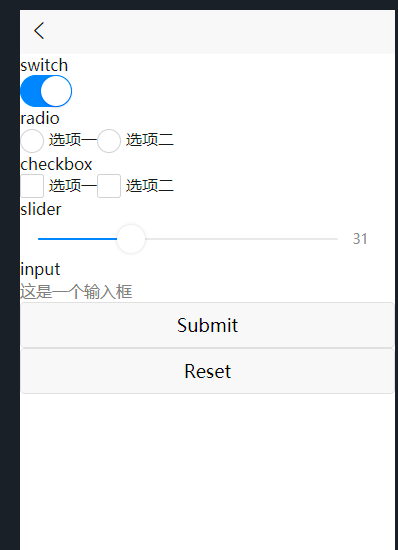 switch
radio
选项一 选项二
checkbox
选项一 选项二
slider
31
input
这是一个输入框
Submit
Reset